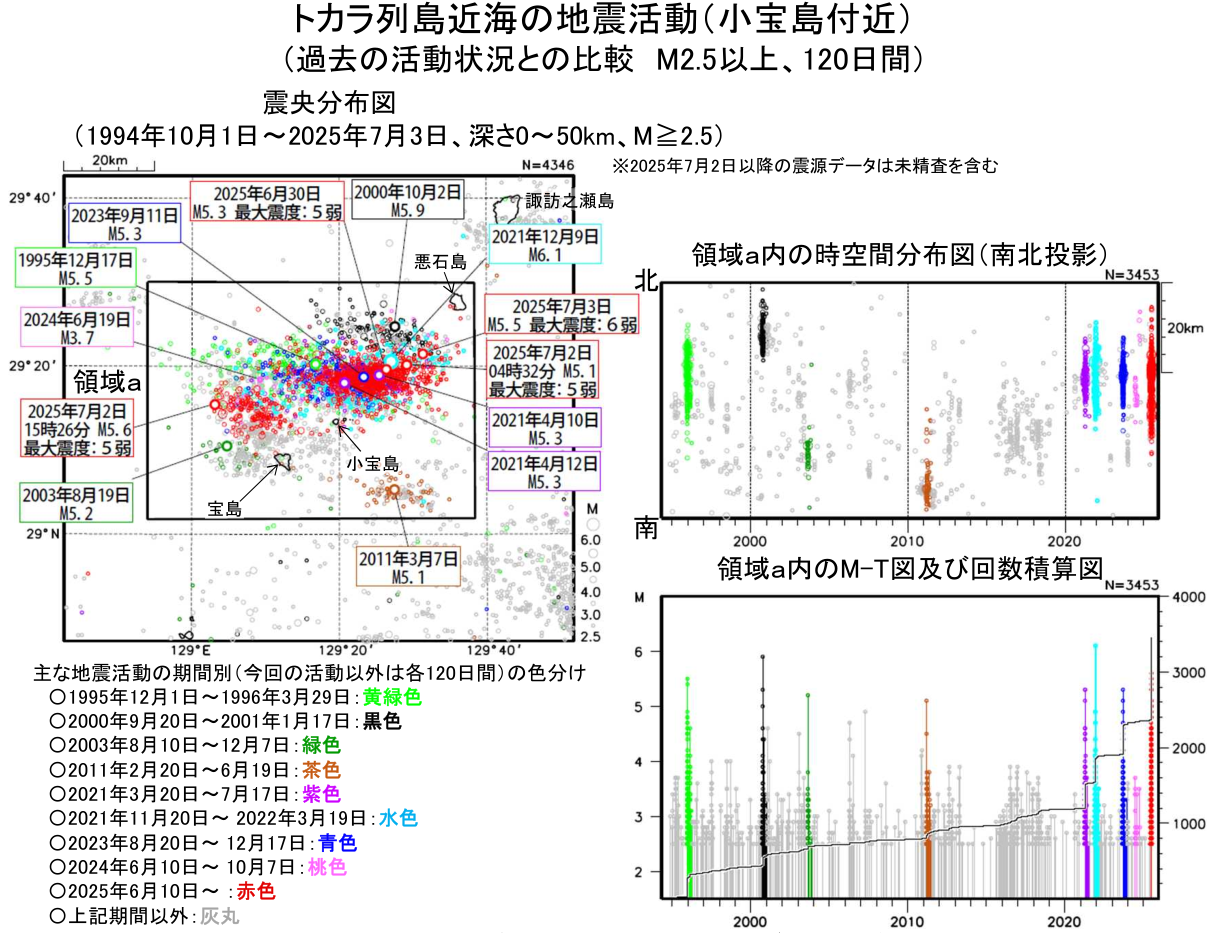 トカラ列島近海の地震活動（小宝島付近）
（過去の活動状況との比較　M2.5以上、120日間）
震央分布図
（1994年10月1日～2025年7月3日、深さ0～50km、M≧2.5）
※2025年7月2日以降の震源データは未精査を含む
20km
N=4346
29°40'
29°20'
29°N
129°E
129°20'
129°40'
2025年6月30日
M5.3 最大震度：５弱
2000年10月2日
M5.9
諏訪之瀬島
2023年9月11日
M5.3
2021年12月9日
M6.1
1995年12月17日
M5.5
悪石島
2024年6月19日
M3.7
2025年7月3日
M5.5 最大震度：６弱
領域a
2025年7月2日
04時32分 M5.1
最大震度：５弱
2025年7月2日
15時26分 M5.6
最大震度：５弱
2021年4月10日
M5.3
小宝島
2021年4月12日
M5.3
2003年8月19日
M5.2
宝島
2011年3月7日
M5.1
M
6.0
5.0
4.0
3.0
2.5
領域a内の時空間分布図（南北投影）
N=3453
北
20km
南
2000
2010
2020
領域a内のM-T図及び回数積算図
N=3453
M
6
5
4
3
2
4000
3000
2000
1000
2000
2010
2020
主な地震活動の期間別（今回の活動以外は各120日間）の色分け
○1995年12月1日～1996年3月29日：黄緑色
○2000年9月20日～2001年1月17日：黒色
○2003年8月10日～12月7日：緑色
○2011年2月20日～6月19日：茶色
○2021年3月20日～7月17日：紫色
○2021年11月20日～ 2022年3月19日：水色
○2023年8月20日～ 12月17日：青色
○2024年6月10日～ 10月7日：桃色
○2025年6月10日～ ：赤色
○上記期間以外：灰丸